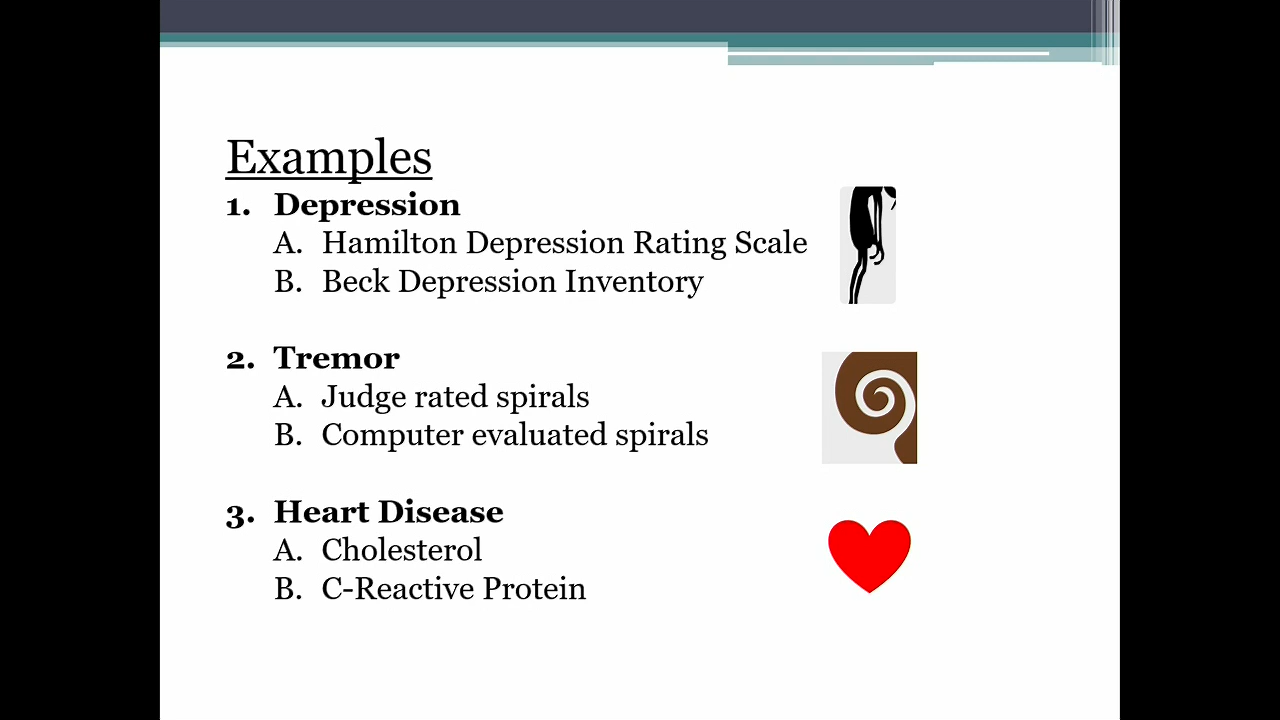 Examples
1. Depression
A. Hamilton Depression Rating Scale
B. Beck Depression Inventory
2. Tremor
A. Judge rated spirals
B. Computer evaluated spirals
3. Heart Disease
A. Cholesterol
B. C-Reactive Protein